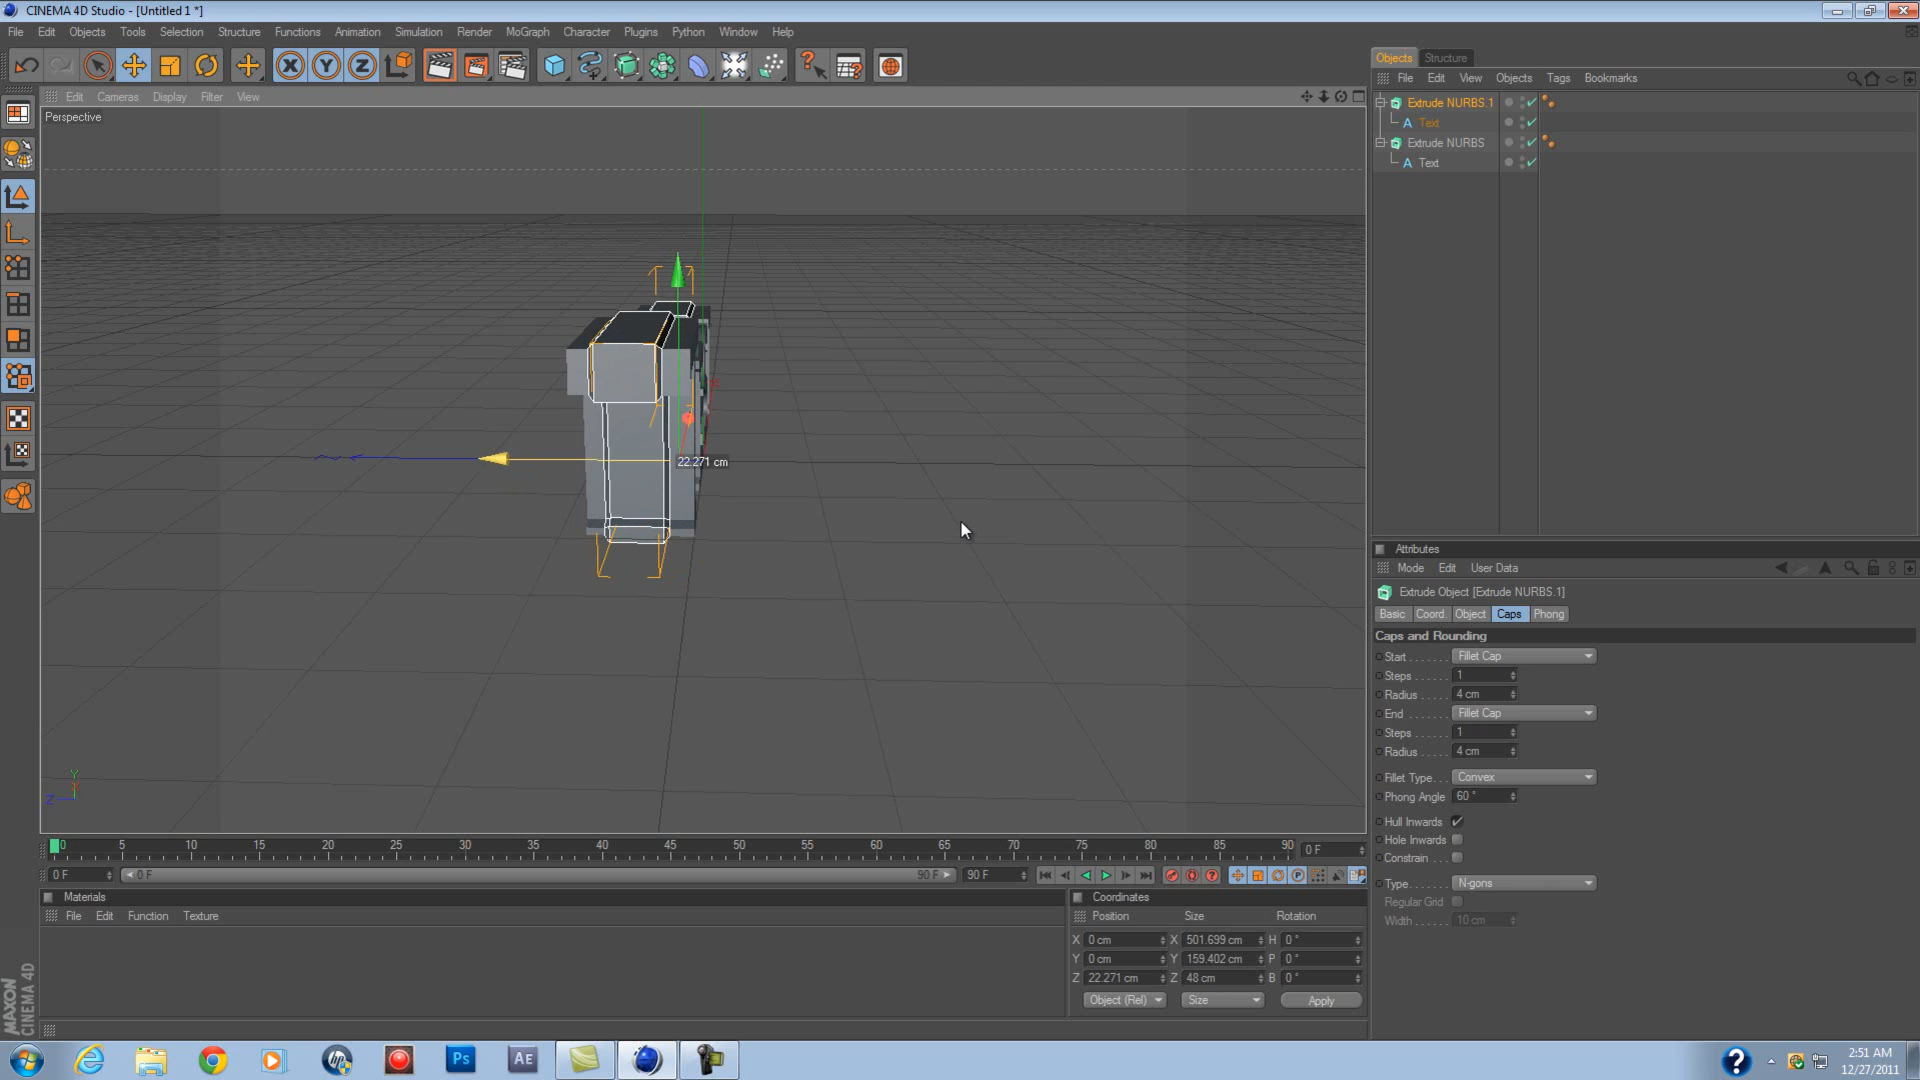 CINEMA 4D Studio - [Untitled 1 *]
File Edit Objects Tools Selection Structure Functions Animation Simulation Render MoGraph Character Plugins Python Window Help
Edit Cameras Display Filter View
Perspective
22.271 cm
Y
Z
Objects Structure
File Edit View Objects Tags Bookmarks
Extrude NURBS.1
A Text
Extrude NURBS
A Text
Attributes
Mode Edit User Data
Extrude Object [Extrude NURBS.1]
Basic Coord. Object Caps Phong
Caps and Rounding
Start . . . . . . . Fillet Cap
Steps . . . . . . 1
Radius . . . . . 4 cm
End . . . . . . . Fillet Cap
Steps . . . . . . 1
Radius . . . . . 4 cm
Fillet Type. . . Convex
Phong Angle 60 °
Hull Inwards
Hole Inwards
Constrain . . .
Type. . . . . . . N-gons
Regular Grid
Width . . . . . . 10 cm
0 5 10 15 20 25 30 35 40 45 50 55 60 65 70 75 80 85 90 0 F
0 F 0 F 90 F 90 F
Materials
File Edit Function Texture
Coordinates
Position Size Rotation
X 0 cm X 501.699 cm H 0 °
Y 0 cm Y 159.402 cm P 0 °
Z 22.271 cm Z 48 cm B 0 °
Object (Rel) Size Apply
MAXON
CINEMA 4D
Ps
AE
2:51 AM
12/27/2011